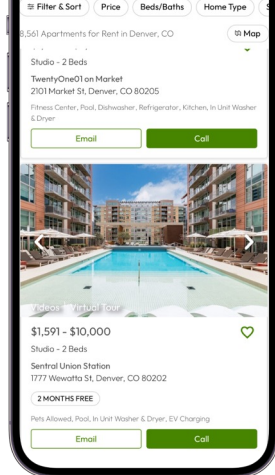 Filter & Sort
Price
Beds/Baths
Home Type
8,561 Apartments for Rent in Denver, CO
Map
Studio - 2 Beds
TwentyOne01 on Market
2101 Market St, Denver, CO 80205
Fitness Center, Pool, Dishwasher, Refrigerator, Kitchen, In Unit Washer
& Dryer
Email
Call
Videos
Virtual Tour
$1,591 - $10,000
Studio - 2 Beds
Sentral Union Station
1777 Wewatta St, Denver, CO 80202
2 MONTHS FREE
Pets Allowed, Pool, In Unit Washer & Dryer, EV Charging
Email
Call